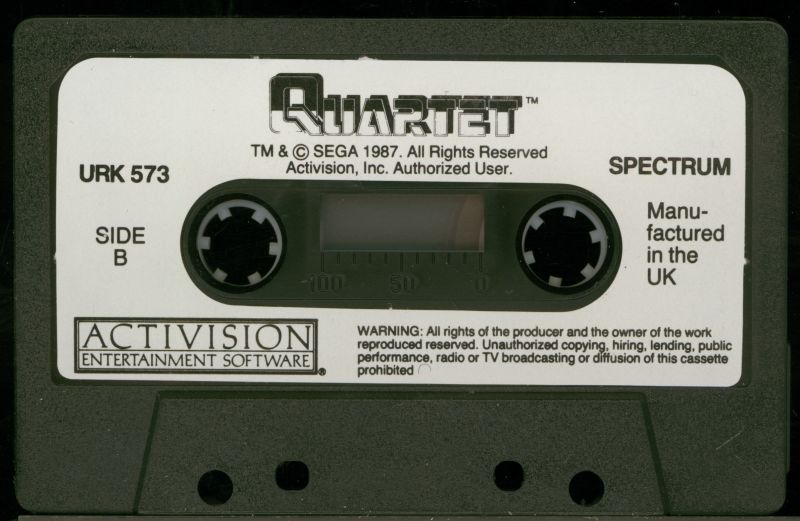 QUARTET™
TM & © SEGA 1987. All Rights Reserved
Activision, Inc. Authorized User.
URK 573
SPECTRUM
SIDE
B
Manu-
factured
in the
UK
100 50 0
ACTIVISION
ENTERTAINMENT SOFTWARE®
WARNING: All rights of the producer and the owner of the work
reproduced reserved. Unauthorized copying, hiring, lending, public
performance, radio or TV broadcasting or diffusion of this cassette
prohibited